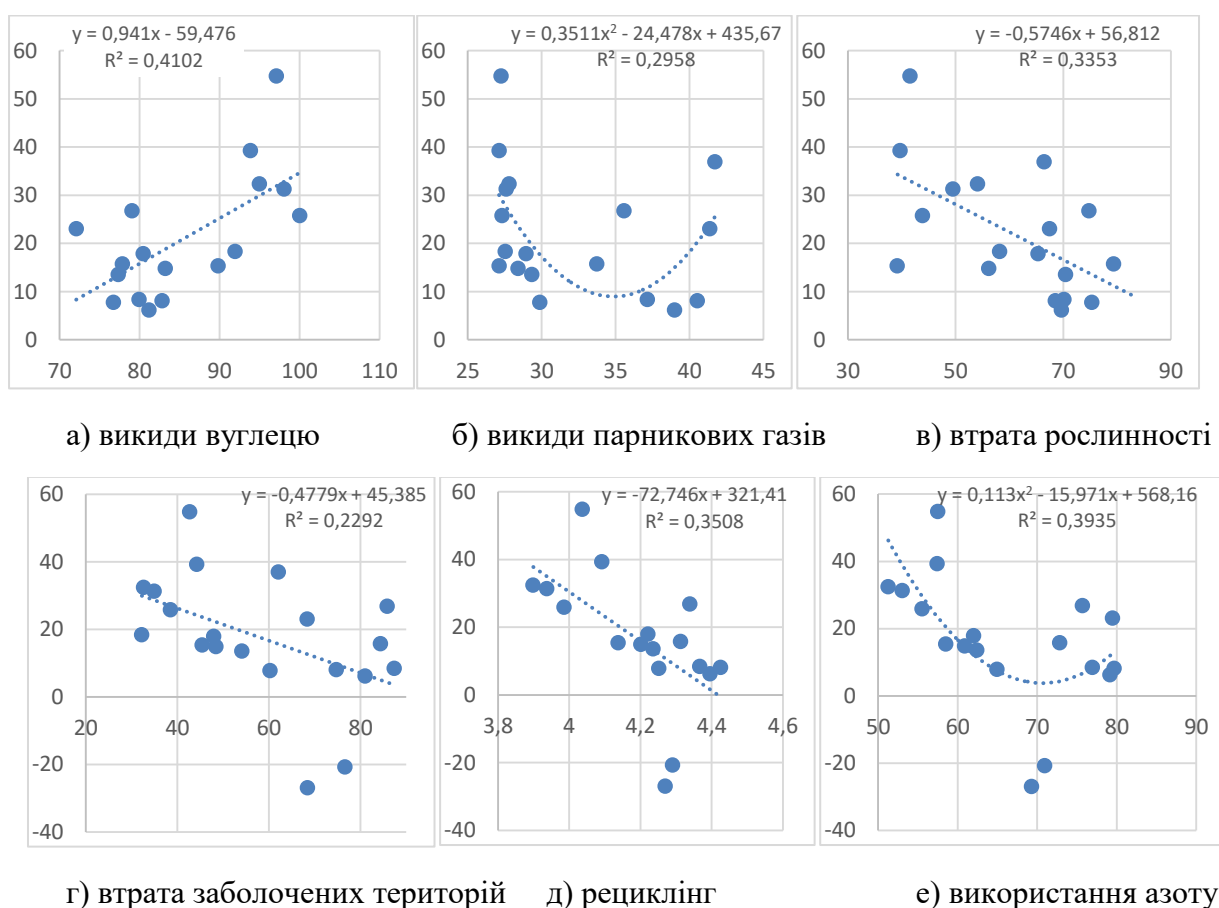 y = 0,941x - 59,476
R² = 0,4102
60
50
40
30
20
10
0
70 80 90 100 110
y = 0,3511x² - 24,478x + 435,67
R² = 0,2958
60
50
40
30
20
10
0
25 30 35 40 45
y = -0,5746x + 56,812
R² = 0,3353
60
50
40
30
20
10
0
30 50 70 90
а) викиди вуглецю б) викиди парникових газів в) втрата рослинності
y = -0,4779x + 45,385
R² = 0,2292
60
40
20
0
-20
-40
20 40 60 80
y = -72,746x + 321,41
R² = 0,3508
60
40
20
0
-20
-40
3,8 4 4,2 4,4 4,6
y = 0,113x² - 15,971x + 568,16
R² = 0,3935
60
40
20
0
-20
-40
50 60 70 80 90
г) втрата заболочених територій д) рециклінг е) використання азоту